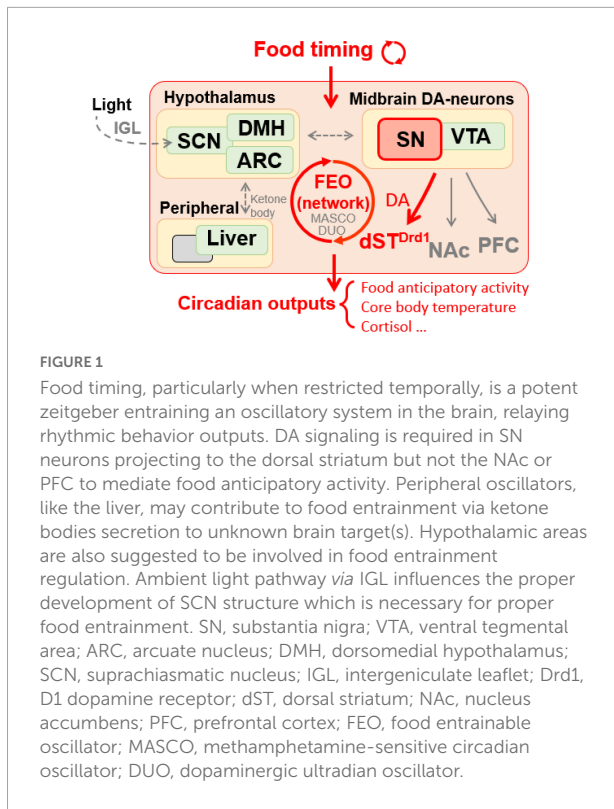 Food timing
Hypothalamus
Midbrain DA-neurons
Light
IGL
SCN
DMH
ARC
SN
VTA
FEO
(network)
MASCO
DUO
DA
Ketone
body
Peripheral
Liver
dSTDrd1
NAc
PFC
Circadian outputs
Food anticipatory activity
Core body temperature
Cortisol ...
FIGURE 1
Food timing, particularly when restricted temporally, is a potent
zeitgeber entraining an oscillatory system in the brain, relaying
rhythmic behavior outputs. DA signaling is required in SN
neurons projecting to the dorsal striatum but not the NAc or
PFC to mediate food anticipatory activity. Peripheral oscillators,
like the liver, may contribute to food entrainment via ketone
bodies secretion to unknown brain target(s). Hypothalamic areas
are also suggested to be involved in food entrainment
regulation. Ambient light pathway via IGL influences the proper
development of SCN structure which is necessary for proper
food entrainment. SN, substantia nigra; VTA, ventral tegmental
area; ARC, arcuate nucleus; DMH, dorsomedial hypothalamus;
SCN, suprachiasmatic nucleus; IGL, intergeniculate leaflet; Drd1,
D1 dopamine receptor; dST, dorsal striatum; NAc, nucleus
accumbens; PFC, prefrontal cortex; FEO, food entrainable
oscillator; MASCO, methamphetamine-sensitive circadian
oscillator; DUO, dopaminergic ultradian oscillator.